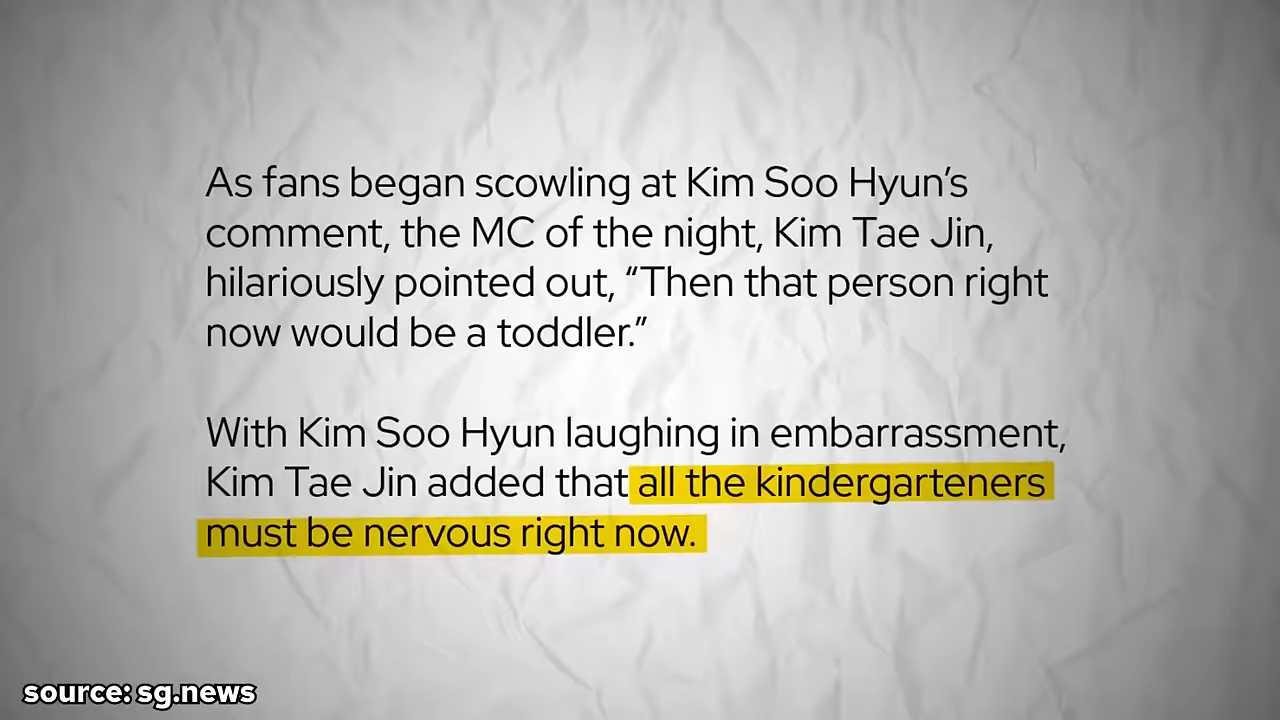 As fans began scowling at Kim Soo Hyun’s
comment, the MC of the night, Kim Tae Jin,
hilariously pointed out, “Then that person right
now would be a toddler.”
With Kim Soo Hyun laughing in embarrassment,
Kim Tae Jin added that all the kindergarteners
must be nervous right now.
source: sg.news